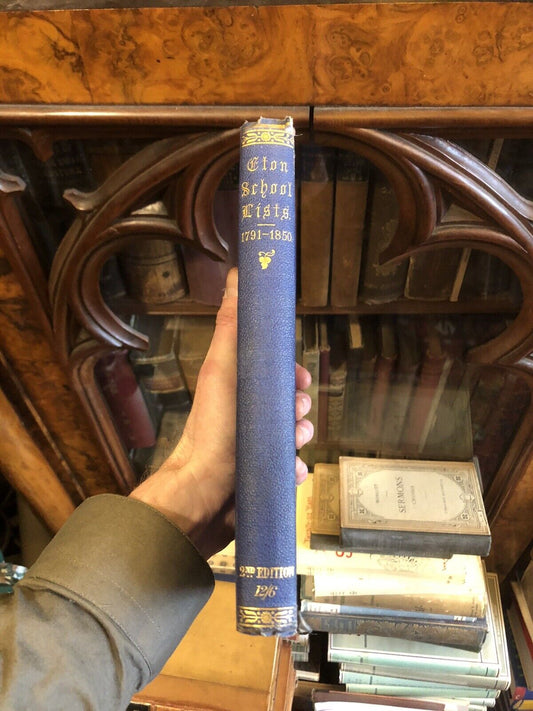 Eton
School
Lists.
1791–1850.
2ND EDITION
12/6
SERMONS